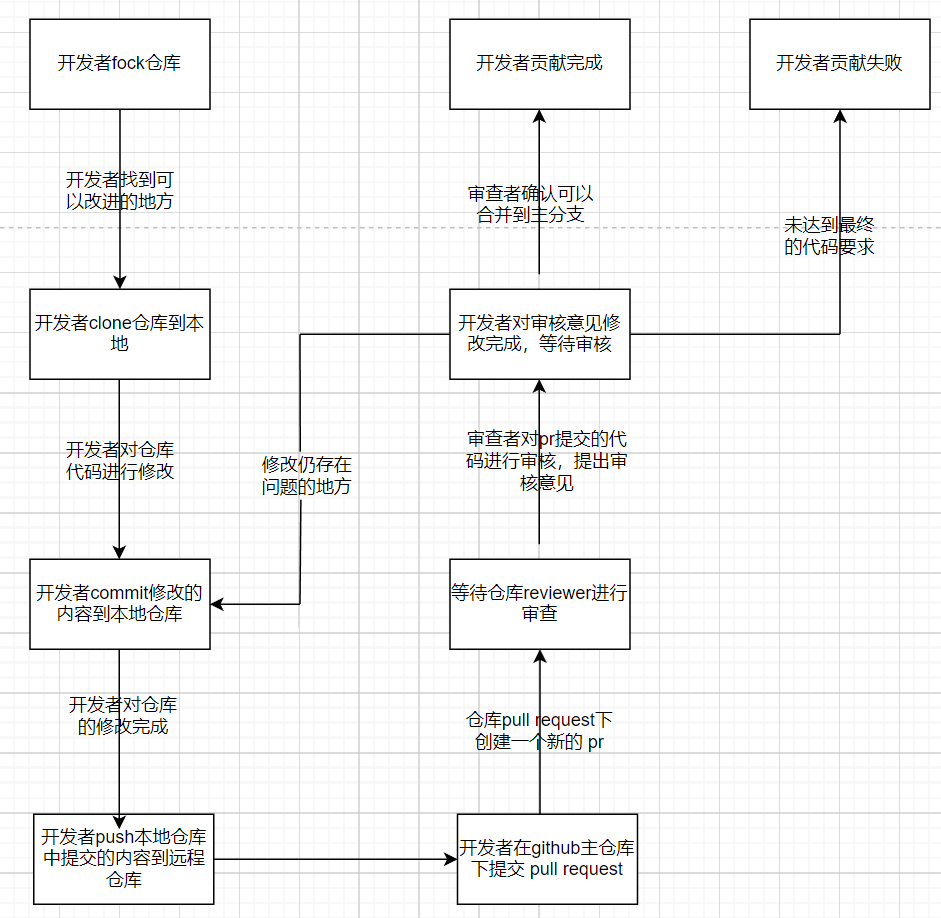 开发者fock仓库
开发者贡献完成
开发者贡献失败
开发者找到可
以改进的地方
审查者确认可以
合并到主分支
未达到最终
的代码要求
开发者clone仓库到本
地
开发者对审核意见修
改完成，等待审核
开发者对仓库
代码进行修改
修改仍存在
问题的地方
审查者对pr提交的代
码进行审核，提出审
核意见
开发者commit修改的
内容到本地仓库
等待仓库reviewer进行
审查
开发者对仓库
的修改完成
仓库pull request下
创建一个新的 pr
开发者push本地仓库
中提交的内容到远程
仓库
开发者在github主仓库
下提交 pull request